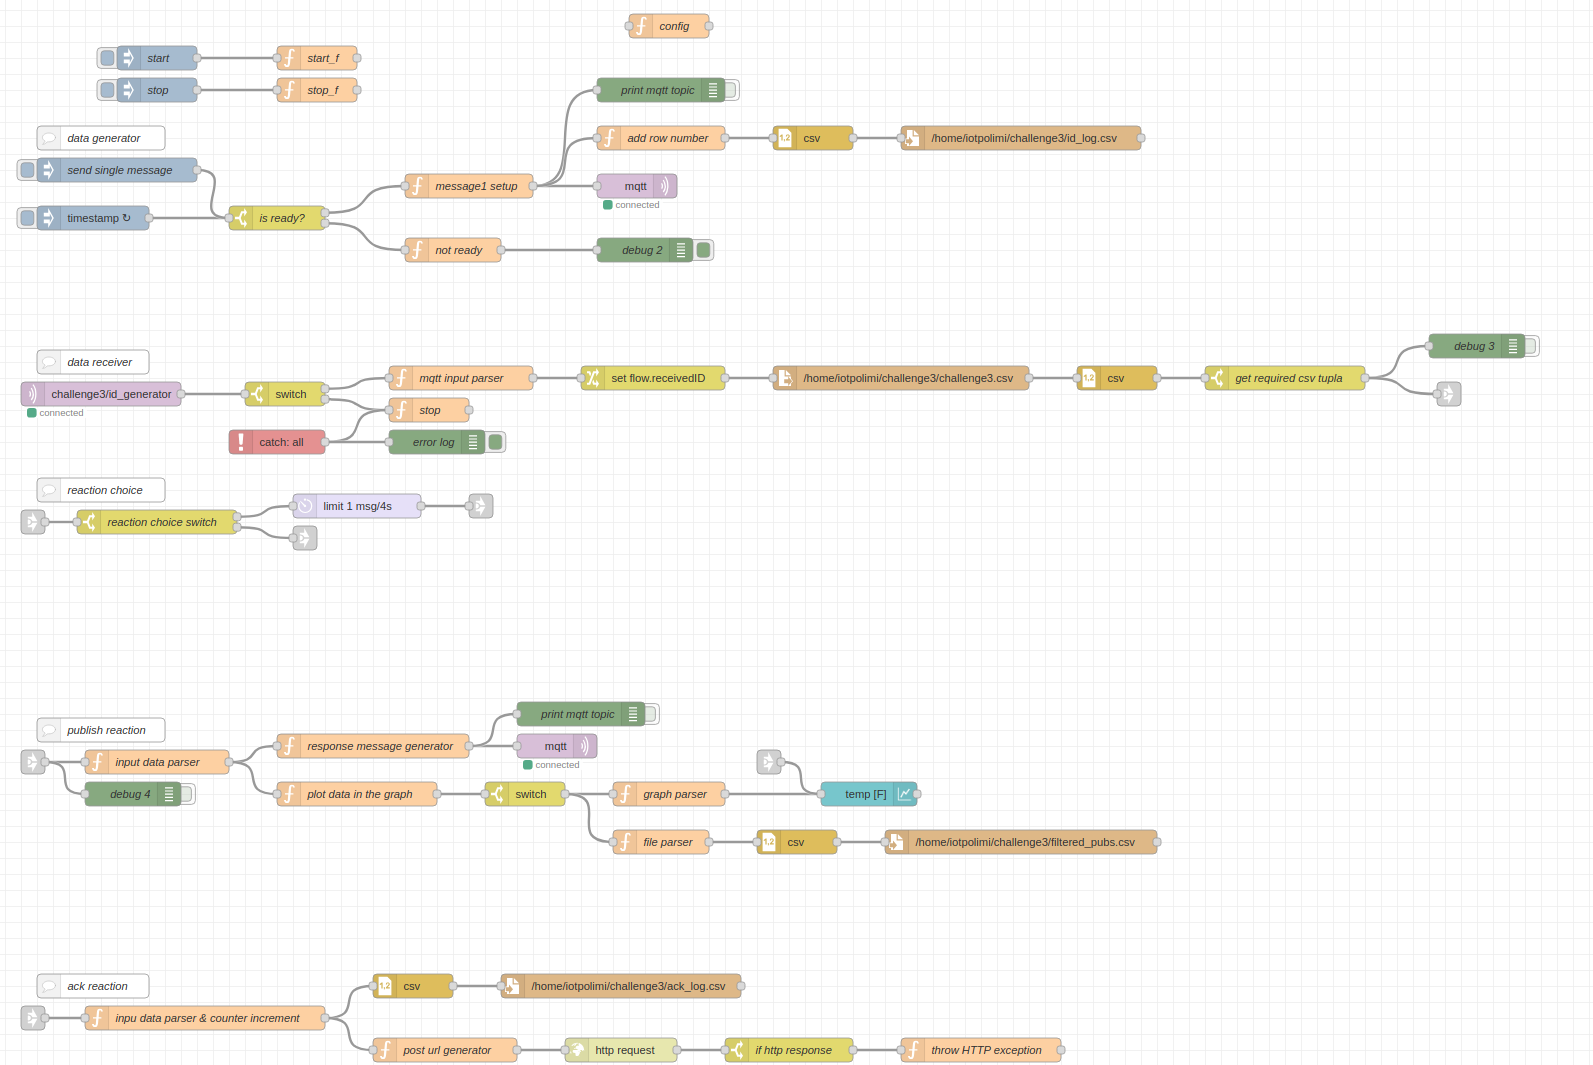 config
start
start_f
stop
stop_f
print mqtt topic
data generator
add row number
csv
/home/iotpolimi/challenge3/id_log.csv
send single message
message1 setup
mqtt
connected
timestamp ↻
is ready?
not ready
debug 2
debug 3
data receiver
mqtt input parser
set flow.receivedID
/home/iotpolimi/challenge3/challenge3.csv
csv
get required csv tupla
challenge3/id_generator
switch
connected
stop
catch: all
error log
reaction choice
limit 1 msg/4s
reaction choice switch
print mqtt topic
publish reaction
response message generator
mqtt
connected
input data parser
debug 4
plot data in the graph
switch
graph parser
temp [F]
file parser
csv
/home/iotpolimi/challenge3/filtered_pubs.csv
ack reaction
csv
/home/iotpolimi/challenge3/ack_log.csv
inpu data parser & counter increment
post url generator
http request
if http response
throw HTTP exception